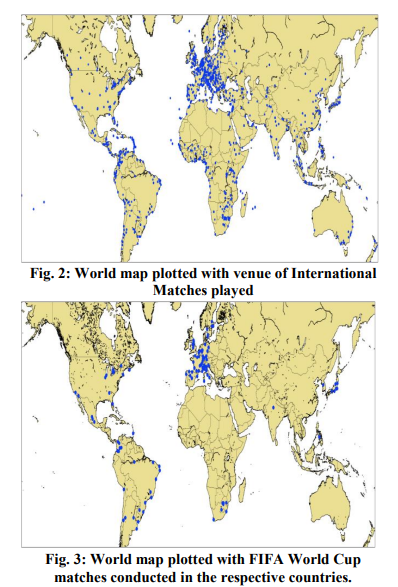 Fig. 2: World map plotted with venue of International
Matches played
Fig. 3: World map plotted with FIFA World Cup
matches conducted in the respective countries.